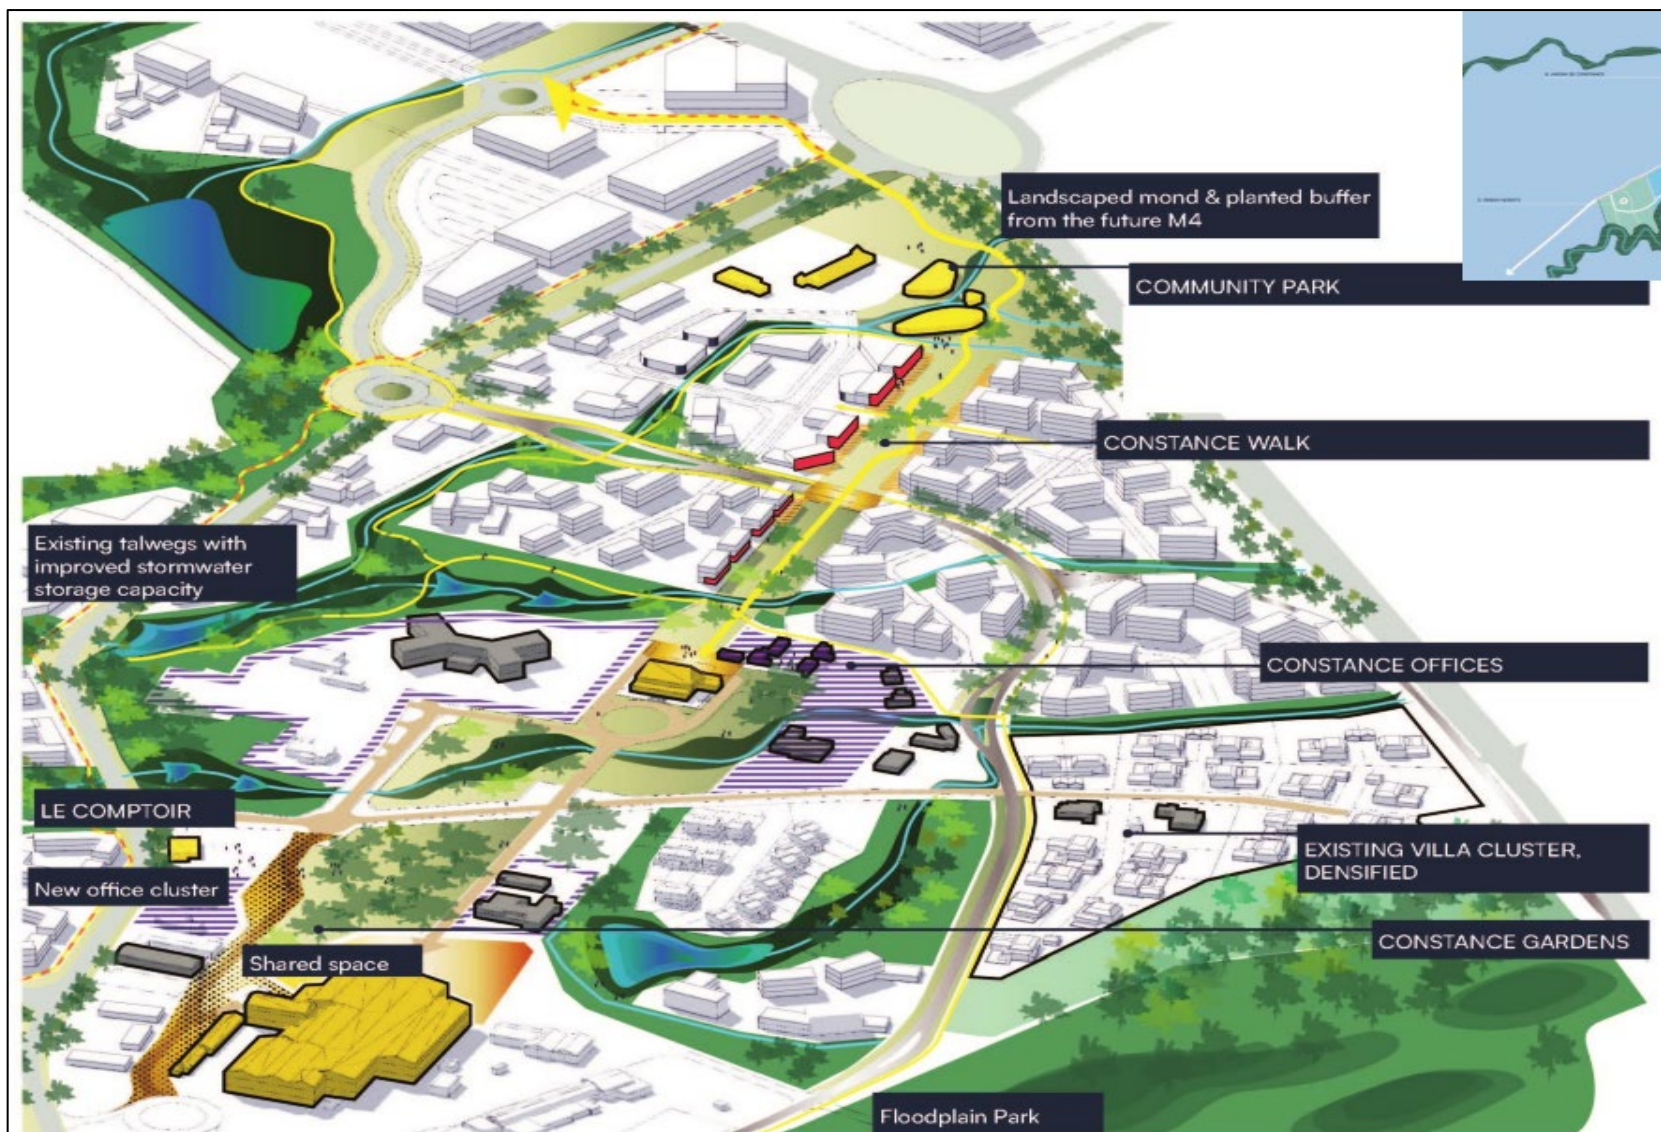 Landscaped mond & planted buffer
from the future M4
COMMUNITY PARK
CONSTANCE WALK
Existing talwegs with
improved stormwater
storage capacity
CONSTANCE OFFICES
LE COMPTOIR
EXISTING VILLA CLUSTER,
DENSIFIED
New office cluster
CONSTANCE GARDENS
Shared space
Floodplain Park